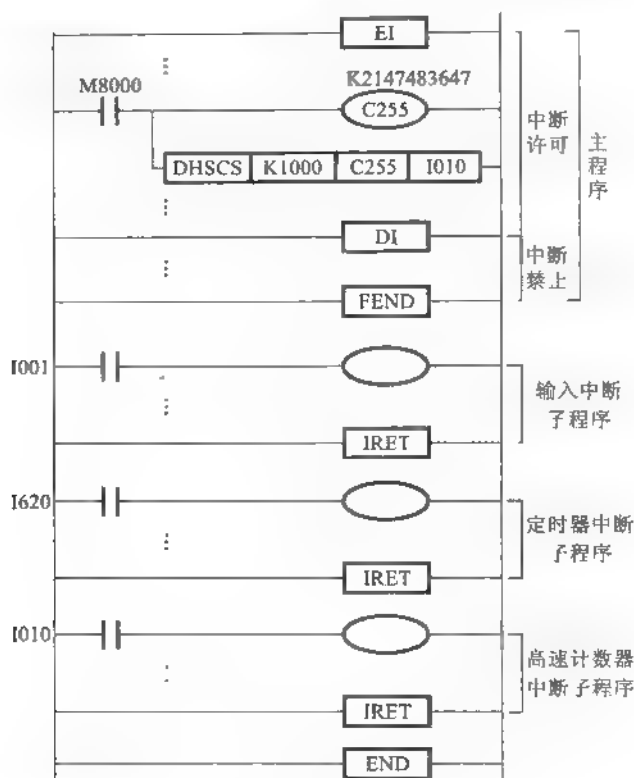 EI
M8000
K2147483647
C255
DHSCS K1000 C255 I010
中断
许可
主程序
DI
中断
禁止
FEND
I001
输入中断
子程序
IRET
I620
定时器中断
子程序
IRET
I010
高速计数器
中断子程序
IRET
END